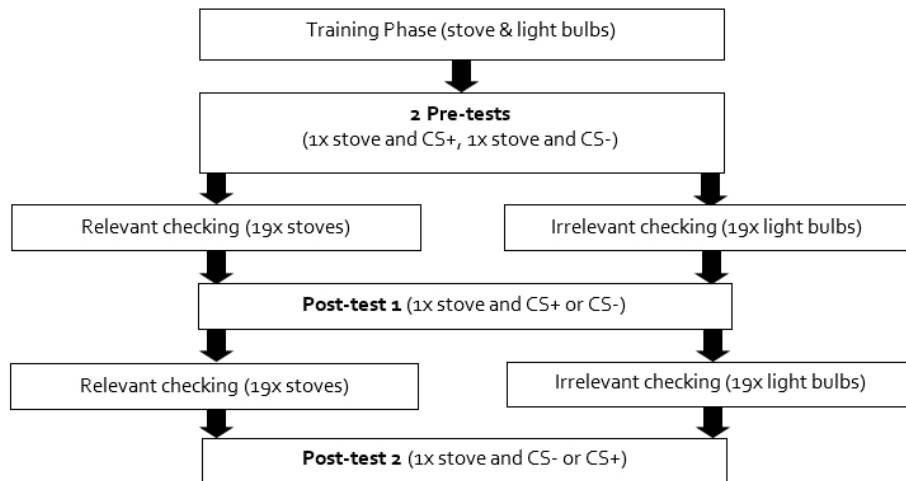 Training Phase (stove & light bulbs)
2 Pre-tests
(1x stove and CS+, 1x stove and CS-)
Relevant checking (19x stoves)
Irrelevant checking (19x light bulbs)
Post-test 1 (1x stove and CS+ or CS-)
Relevant checking (19x stoves)
Irrelevant checking (19x light bulbs)
Post-test 2 (1x stove and CS- or CS+)